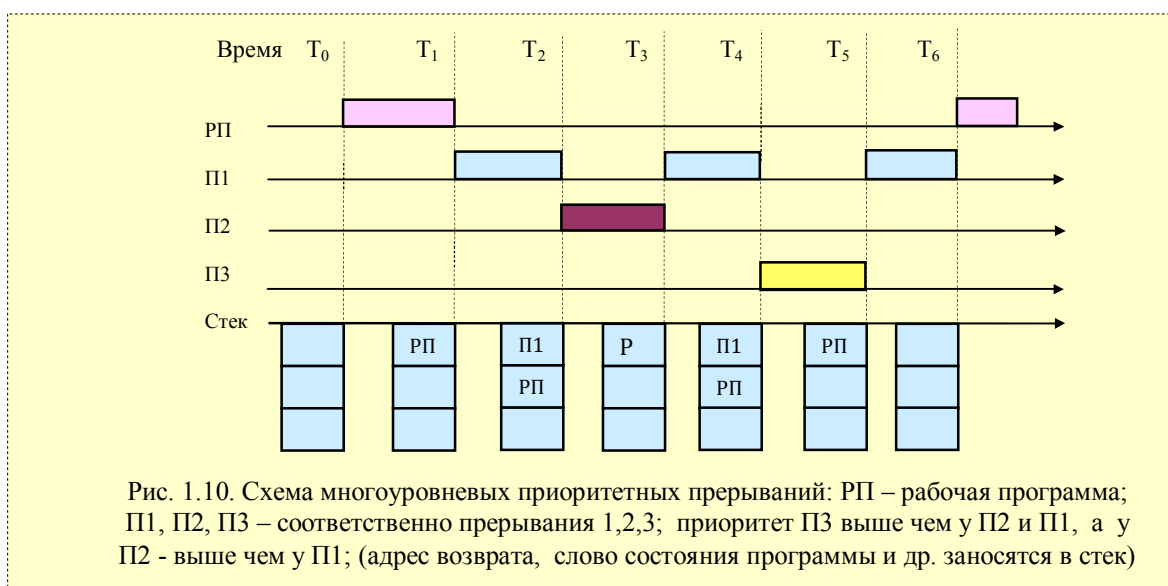 Время T₀ T₁ T₂ T₃ T₄ T₅ T₆
РП
П1
П2
П3
Стек
РП П1 Р П1 РП
РП РП
Рис. 1.10. Схема многоуровневых приоритетных прерываний: РП – рабочая программа;
П1, П2, П3 – соответственно прерывания 1,2,3; приоритет П3 выше чем у П2 и П1, а у
П2 - выше чем у П1; (адрес возврата, слово состояния программы и др. заносятся в стек)